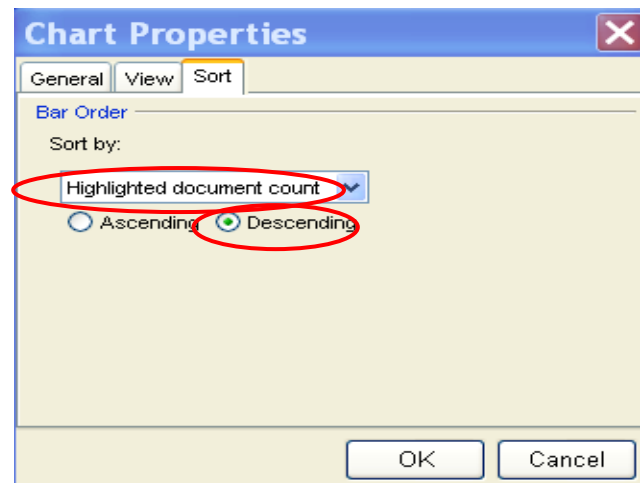 Chart Properties
General View Sort
Bar Order
Sort by:
Highlighted document count
Ascending Descending
OK Cancel